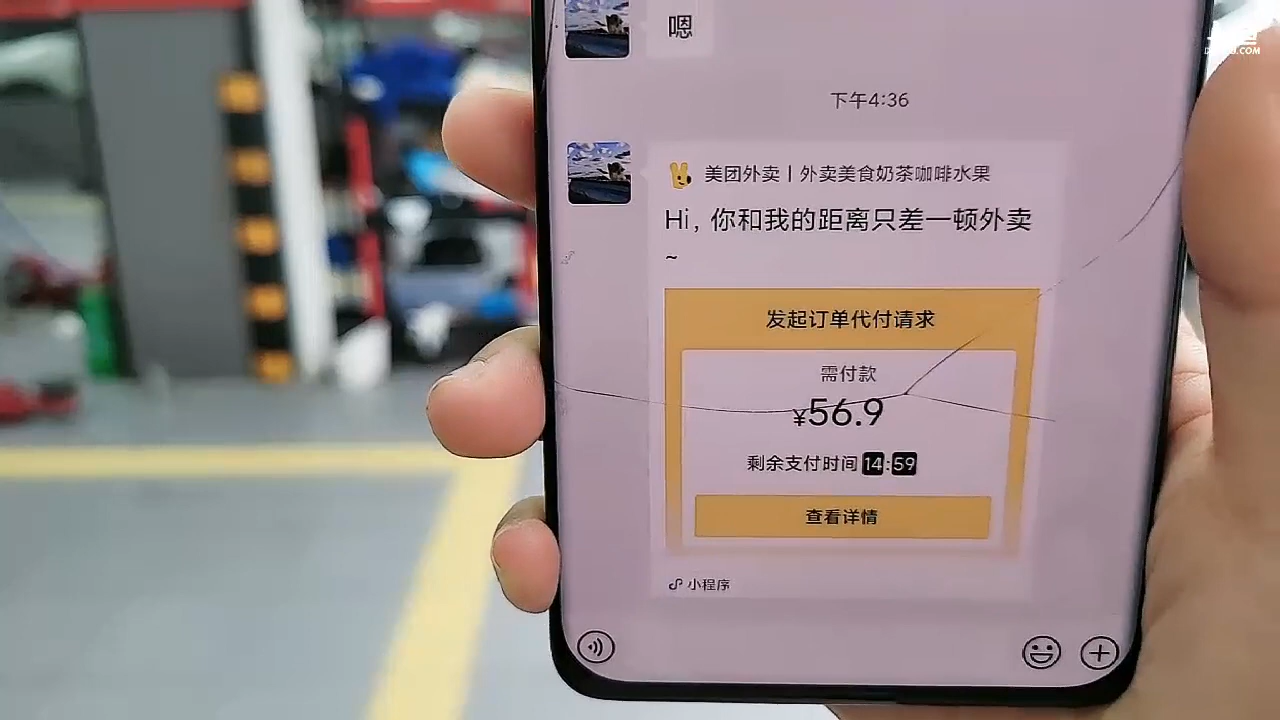 嗯
下午4:36
美团外卖丨外卖美食奶茶咖啡水果
Hi，你和我的距离只差一顿外卖
~
发起订单代付请求
需付款
¥56.9
剩余支付时间 14:59
查看详情
小程序